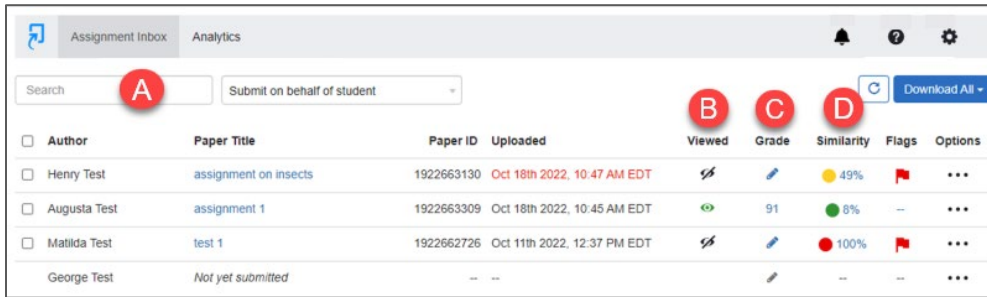 Assignment Inbox Analytics
Search A Submit on behalf of student Download All
B C D
Author Paper Title Paper ID Uploaded Viewed Grade Similarity Flags Options
Henry Test assignment on insects 1922663130 Oct 18th 2022, 10:47 AM EDT 49% •••
Augusta Test assignment 1 1922663309 Oct 18th 2022, 10:45 AM EDT 91 8% -- •••
Matilda Test test 1 1922662726 Oct 11th 2022, 12:37 PM EDT 100% •••
George Test Not yet submitted -- -- -- -- •••